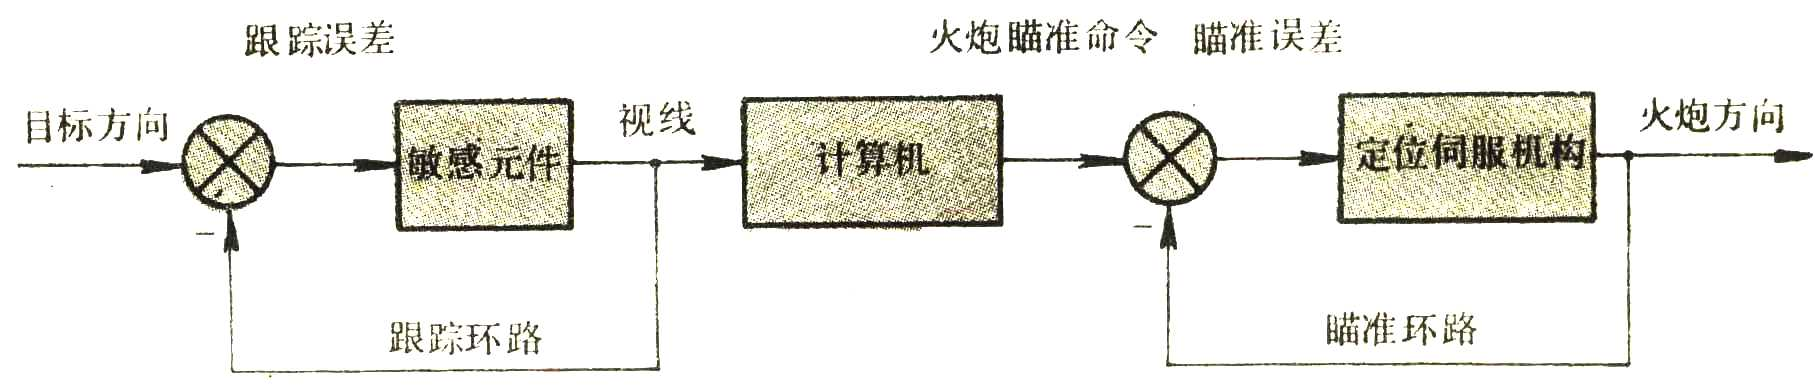 跟踪误差
火炮瞄准命令 瞄准误差
目标方向
敏感元件
视线
计算机
定位伺服机构
火炮方向
−
−
跟踪环路
瞄准环路